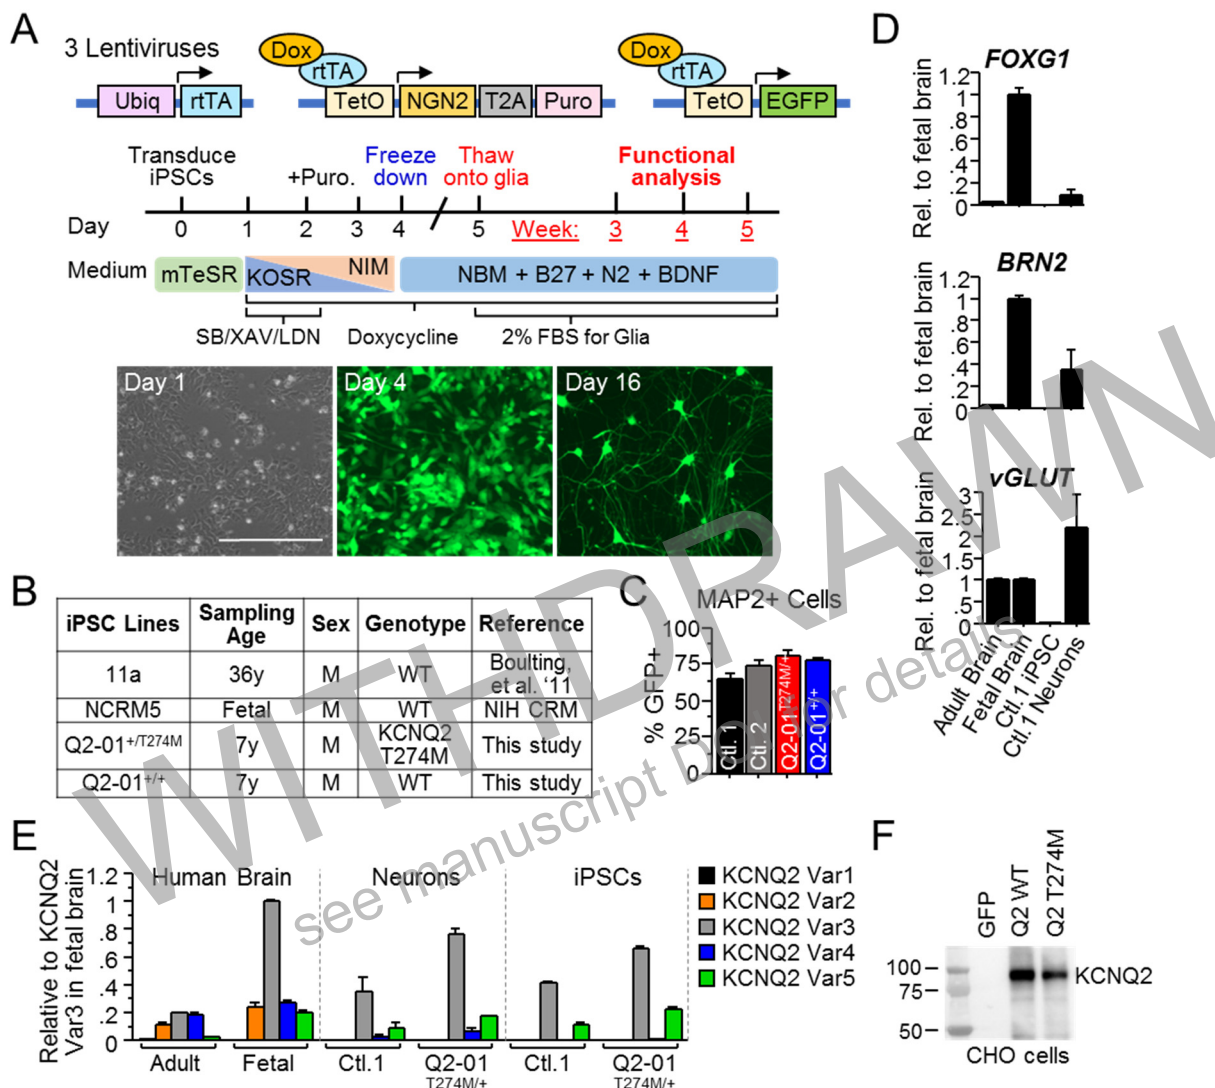 A
3 Lentiviruses
Dox
rtTA
Ubiq
rtTA
TetO
NGN2
T2A
Puro
Dox
rtTA
TetO
EGFP
Transduce
iPSCs
+Puro.
Freeze
down
Thaw
onto glia
Functional
analysis
Day
0
1
2
3
4
5
Week:
3
4
5
Medium
mTeSR
KOSR
NIM
NBM + B27 + N2 + BDNF
SB/XAV/LDN
Doxycycline
2% FBS for Glia
Day 1
Day 4
Day 16
B
iPSC Lines Sampling Age Sex Genotype Reference
11a 36y M WT Boulting, et al. ‘11
NCRM5 Fetal M WT NIH CRM
Q2-01+/T274M 7y M KCNQ2 T274M This study
Q2-01+/+ 7y M WT This study
C
MAP2+ Cells
% GFP+
100
75
50
25
0
Ctl. 1
Ctl. 2
Q2-01T274M/+
Q2-01+/+
D
FOXG1
Rel. to fetal brain
1.2
1
.8
.6
.4
.2
0
BRN2
Rel. to fetal brain
1.2
1
.8
.6
.4
.2
0
vGLUT
Rel. to fetal brain
3
2.5
2
1.5
1
.5
0
Adult Brain
Fetal Brain
Ctl. 1 iPSC
Ctl. 1 Neurons
E
Relative to KCNQ2
Var3 in fetal brain
1.2
1
.8
.6
.4
.2
0
Human Brain
Neurons
iPSCs
Adult
Fetal
Ctl.1
Q2-01
T274M/+
Ctl.1
Q2-01
T274M/+
KCNQ2 Var1
KCNQ2 Var2
KCNQ2 Var3
KCNQ2 Var4
KCNQ2 Var5
F
GFP
Q2 WT
Q2 T274M
100
75
50
KCNQ2
CHO cells
WITHDRAWN
see manuscript DOI for details